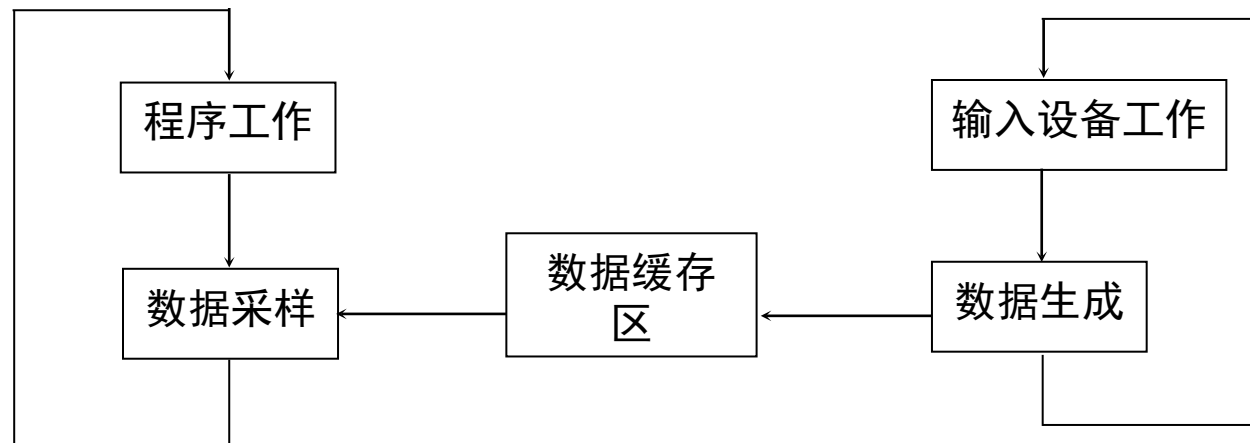 程序工作
输入设备工作
数据采样
数据缓存
区
数据生成